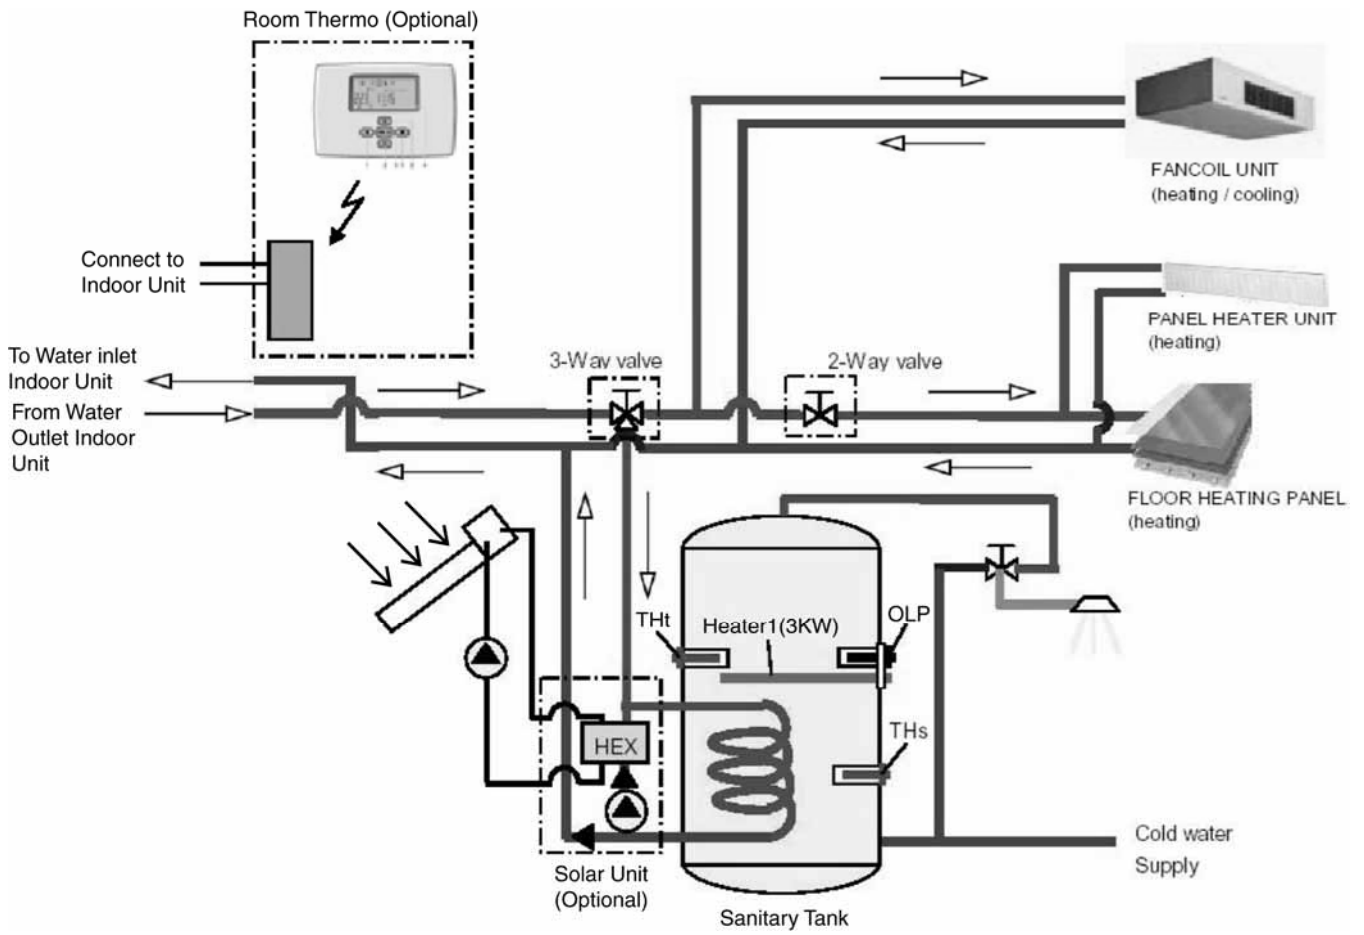 Room Thermo (Optional)
FANCOIL UNIT
(heating / cooling)
Connect to
Indoor Unit
PANEL HEATER UNIT
(heating)
To Water inlet
Indoor Unit
From Water
Outlet Indoor
Unit
3-Way valve
2-Way valve
FLOOR HEATING PANEL
(heating)
THt
Heater1(3KW)
OLP
THs
HEX
Solar Unit
(Optional)
Sanitary Tank
Cold water
Supply